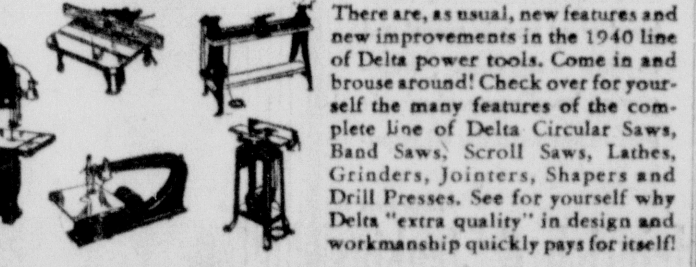 There are, as usual, new features and
new improvements in the 1940 line
of Delta power tools. Come in and
brouse around! Check over for your-
self the many features of the com-
plete line of Delta Circular Saws,
Band Saws, Scroll Saws, Lathes,
Grinders, Jointers, Shapers and
Drill Presses. See for yourself why
Delta "extra quality" in design and
workmanship quickly pays for itself!